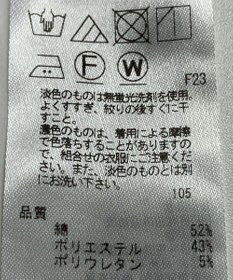 F W
F23
淡色のものは無蛍光洗剤を使用、
よくすすぎ、絞りの後すぐに干
すこと。
濃色のものは、着用による摩擦
で色落ちすることがありますの
で、組合せの衣服にご注意くだ
さい。また、淡色のものとは別
にお洗い下さい。
105
品質
綿 52%
ポリエステル 43%
ポリウレタン 5%